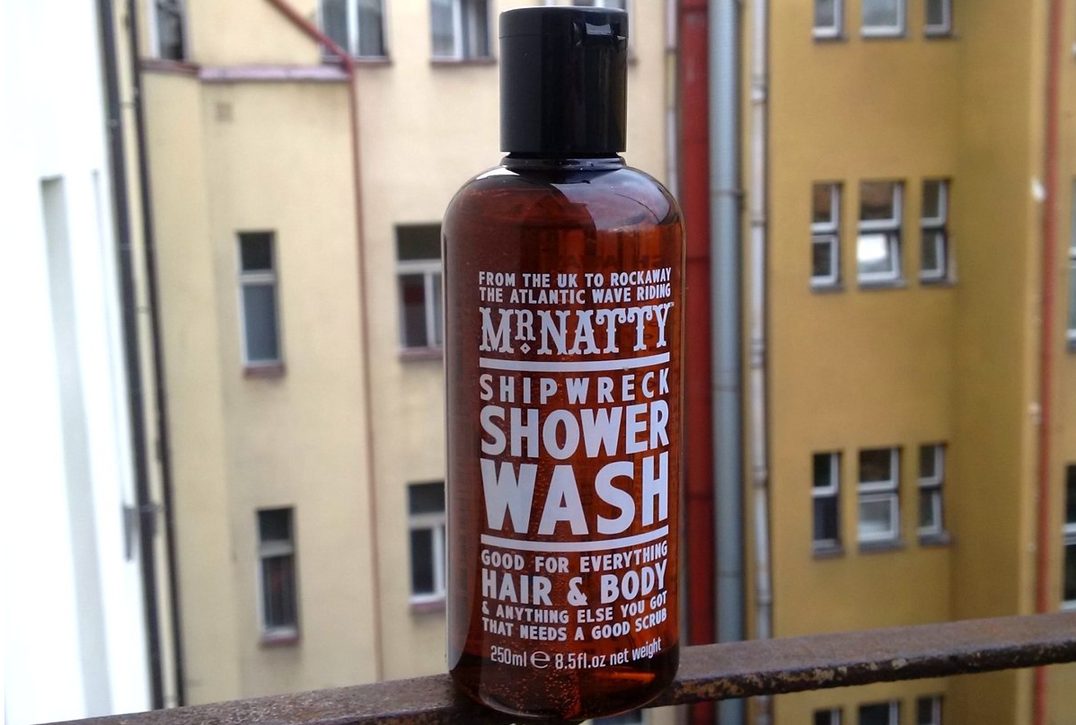 FROM THE UK TO ROCKAWAY
THE ATLANTIC WAVE RIDING
MR NATTY
SHIPWRECK
SHOWER
WASH
GOOD FOR EVERYTHING
HAIR & BODY
& ANYTHING ELSE YOU GOT
THAT NEEDS A GOOD SCRUB
250ml ℮ 8.5fl.oz net weight